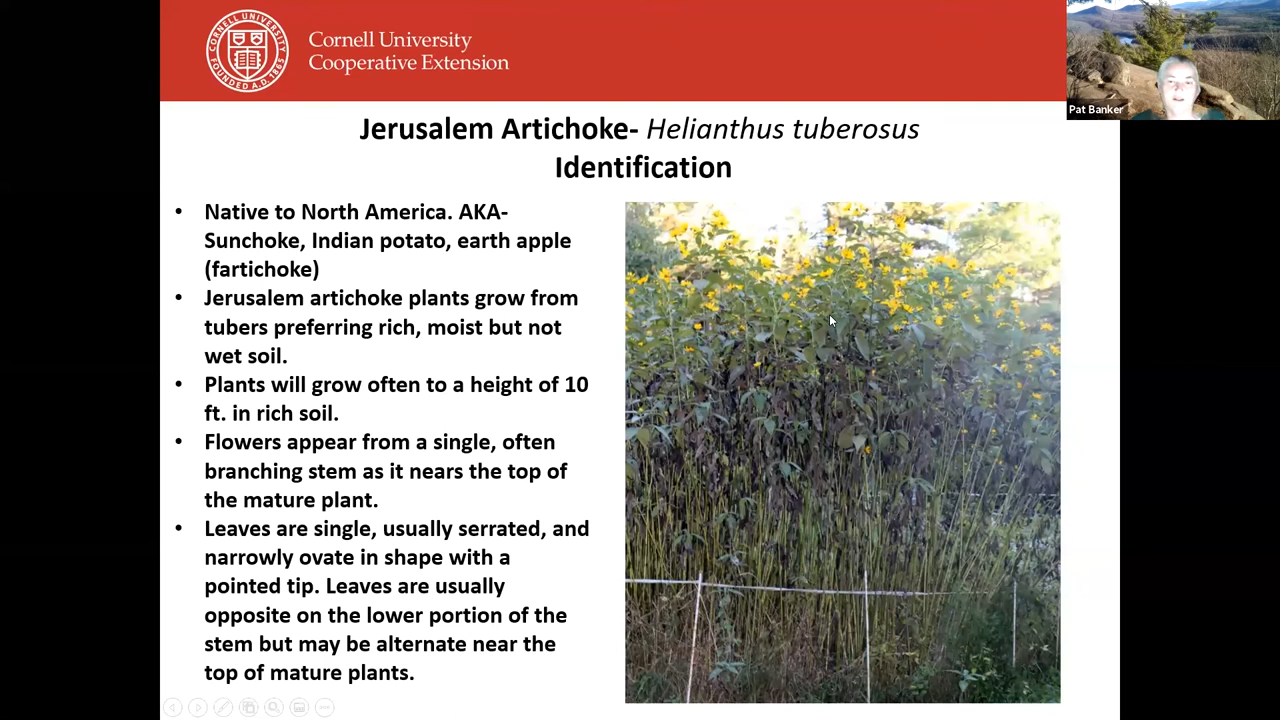 CORNELL UNIVERSITY
FOUNDED A.D. 1865
Cornell University
Cooperative Extension
Pat Banker
Jerusalem Artichoke- Helianthus tuberosus
Identification
• Native to North America. AKA-
Sunchoke, Indian potato, earth apple
(fartichoke)
• Jerusalem artichoke plants grow from
tubers preferring rich, moist but not
wet soil.
• Plants will grow often to a height of 10
ft. in rich soil.
• Flowers appear from a single, often
branching stem as it nears the top of
the mature plant.
• Leaves are single, usually serrated, and
narrowly ovate in shape with a
pointed tip. Leaves are usually
opposite on the lower portion of the
stem but may be alternate near the
top of mature plants.